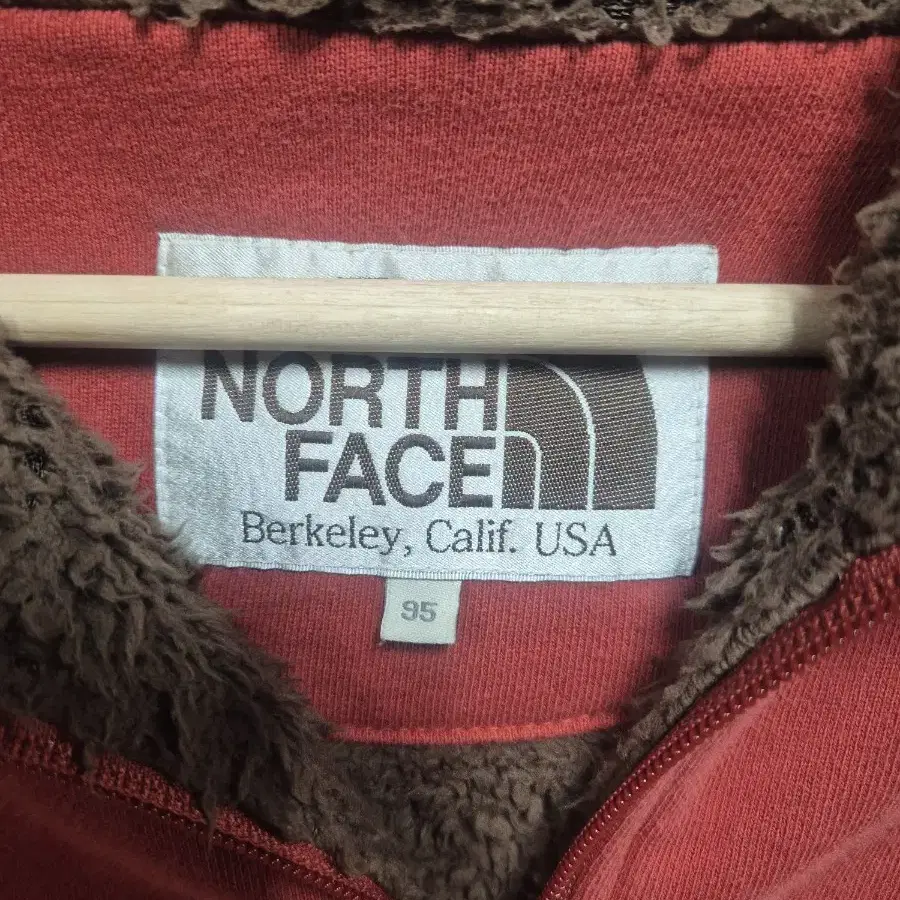 NORTH
FACE
Berkeley, Calif. USA
95